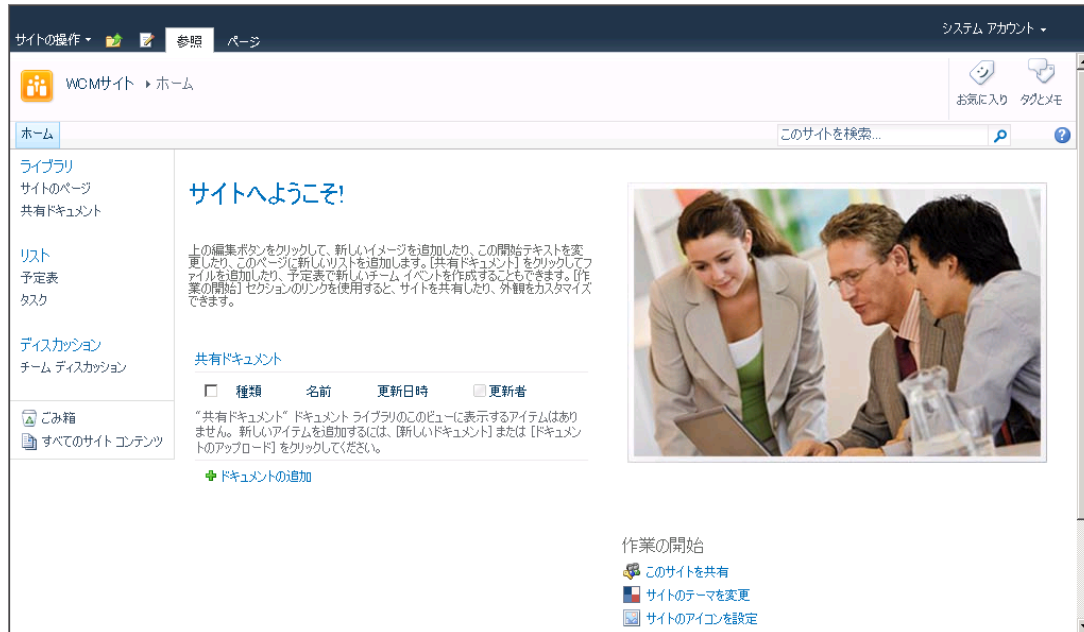 システム アカウント
サイトの操作
参照
ページ
WCMサイト ▸ ホーム
お気に入り
タグとメモ
ホーム
このサイトを検索...
ライブラリ
サイトのページ
共有ドキュメント
リスト
予定表
タスク
ディスカッション
チーム ディスカッション
ごみ箱
すべてのサイト コンテンツ
サイトへようこそ!
上の編集ボタンをクリックして、新しいイメージを追加したり、この開始テキストを変
更したり、このページに新しいリストを追加します。[共有ドキュメント] をクリックしてフ
ァイルを追加したり、予定表で新しいチーム イベントを作成することもできます。[作
業の開始] セクションのリンクを使用すると、サイトを共有したり、外観をカスタマイズ
できます。
共有ドキュメント
種類 名前 更新日時 更新者
"共有ドキュメント" ドキュメント ライブラリのこのビューに表示するアイテムはあり
ません。新しいアイテムを追加するには、[新しいドキュメント] または [ドキュメン
トのアップロード] をクリックしてください。
ドキュメントの追加
作業の開始
このサイトを共有
サイトのテーマを変更
サイトのアイコンを設定